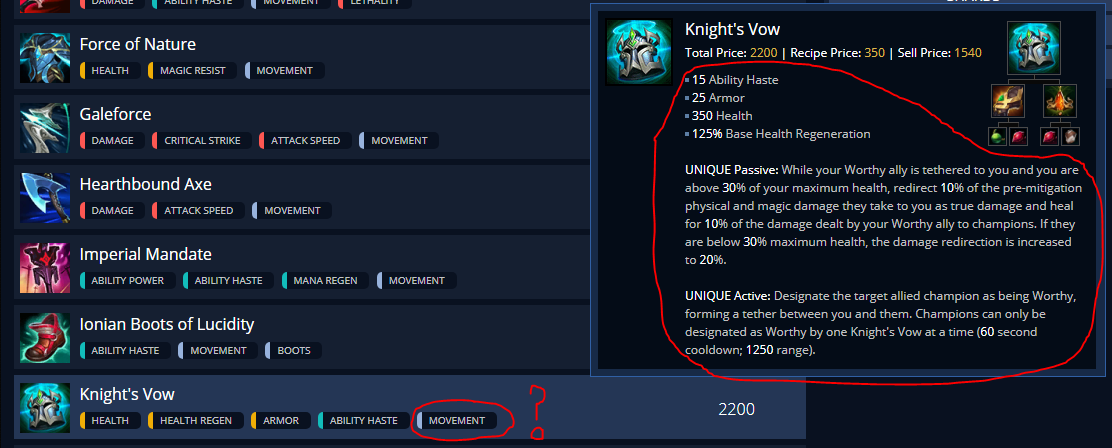 DAMAGE ABILITY HASTE MOVEMENT LETHALITY
Force of Nature
HEALTH MAGIC RESIST MOVEMENT
Galeforce
DAMAGE CRITICAL STRIKE ATTACK SPEED MOVEMENT
Hearthbound Axe
DAMAGE ATTACK SPEED MOVEMENT
Imperial Mandate
ABILITY POWER ABILITY HASTE MANA REGEN MOVEMENT
Ionian Boots of Lucidity
ABILITY HASTE MOVEMENT BOOTS
Knight's Vow
HEALTH HEALTH REGEN ARMOR ABILITY HASTE MOVEMENT
?
2200
Knight's Vow
Total Price: 2200 | Recipe Price: 350 | Sell Price: 1540
15 Ability Haste
25 Armor
350 Health
125% Base Health Regeneration
UNIQUE Passive: While your Worthy ally is tethered to you and you are
above 30% of your maximum health, redirect 10% of the pre-mitigation
physical and magic damage they take to you as true damage and heal
for 10% of the damage dealt by your Worthy ally to champions. If they
are below 30% maximum health, the damage redirection is increased
to 20%.
UNIQUE Active: Designate the target allied champion as being Worthy,
forming a tether between you and them. Champions can only be
designated as Worthy by one Knight's Vow at a time (60 second
cooldown; 1250 range).